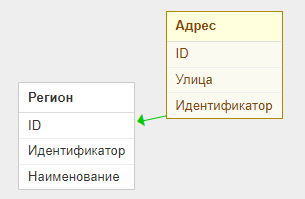 Адрес
ID
Улица
Идентификатор
Регион
ID
Идентификатор
Наименование